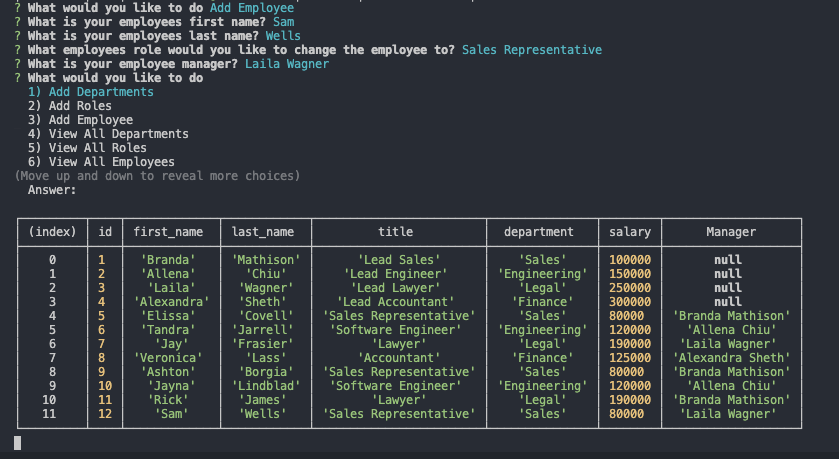 ? What would you like to do Add Employee
? What is your employees first name? Sam
? What is your employees last name? Wells
? What employees role would you like to change the employee to? Sales Representative
? What is your employee manager? Laila Wagner
? What would you like to do
1) Add Departments
2) Add Roles
3) Add Employee
4) View All Departments
5) View All Roles
6) View All Employees
(Move up and down to reveal more choices)
Answer:
(index) id first_name last_name title department salary Manager
0 1 'Branda' 'Mathison' 'Lead Sales' 'Sales' 100000 null
1 2 'Allena' 'Chiu' 'Lead Engineer' 'Engineering' 150000 null
2 3 'Laila' 'Wagner' 'Lead Lawyer' 'Legal' 250000 null
3 4 'Alexandra' 'Sheth' 'Lead Accountant' 'Finance' 300000 null
4 5 'Elissa' 'Covell' 'Sales Representative' 'Sales' 80000 'Branda Mathison'
5 6 'Tandra' 'Jarrell' 'Software Engineer' 'Engineering' 120000 'Allena Chiu'
6 7 'Jay' 'Frasier' 'Lawyer' 'Legal' 190000 'Laila Wagner'
7 8 'Veronica' 'Lass' 'Accountant' 'Finance' 125000 'Alexandra Sheth'
8 9 'Ashton' 'Borgia' 'Sales Representative' 'Sales' 80000 'Branda Mathison'
9 10 'Jayna' 'Lindblad' 'Software Engineer' 'Engineering' 120000 'Allena Chiu'
10 11 'Rick' 'James' 'Lawyer' 'Legal' 190000 'Branda Mathison'
11 12 'Sam' 'Wells' 'Sales Representative' 'Sales' 80000 'Laila Wagner'